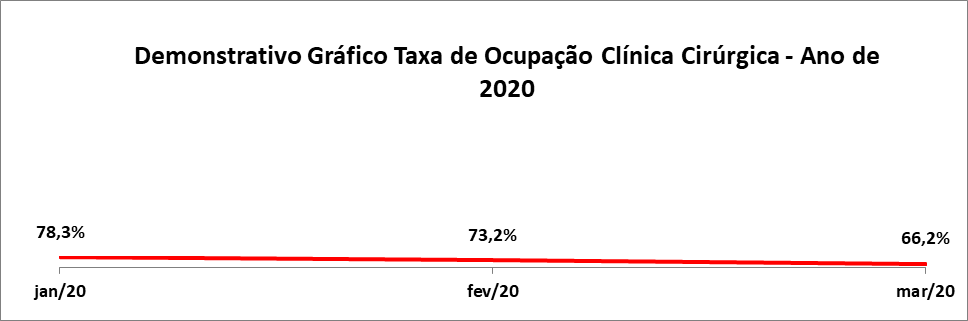 Demonstrativo Gráfico Taxa de Ocupação Clínica Cirúrgica - Ano de
2020
78,3%
73,2%
66,2%
jan/20
fev/20
mar/20